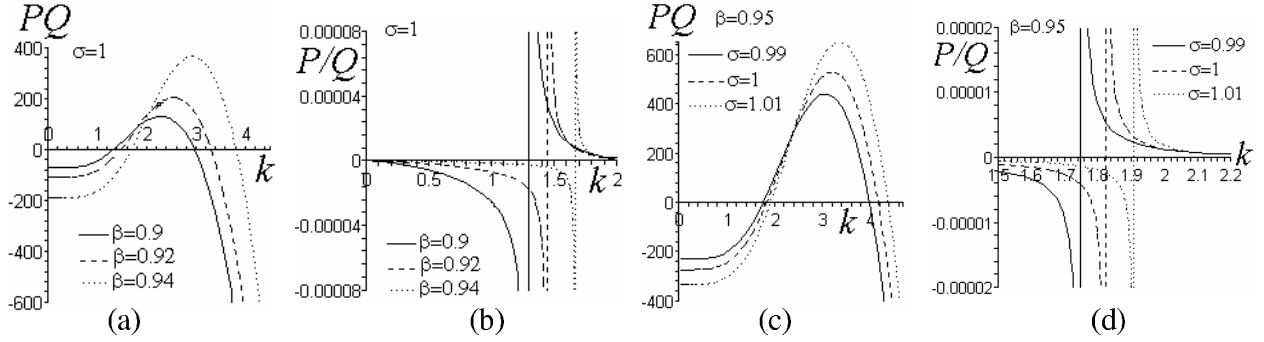 PQ
σ=1
400
200
0
-200
-400
-600
0 1 2 3 4
k
β=0.9
β=0.92
β=0.94
(a)
0.00008
σ=1
P/Q
0.00004
0
-0.00004
-0.00008
0 0.5 1.5 2
k
β=0.9
β=0.92
β=0.94
(b)
PQ
β=0.95
600
400
200
0
-200
-400
σ=0.99
σ=1
σ=1.01
0 1 2 3 4
k
(c)
0.00002
β=0.95
P/Q
0.00001
0
-0.00001
-0.00002
σ=0.99
σ=1
σ=1.01
1.5 1.6 1.7 1.8 1.9 2 2.1 2.2
k
(d)